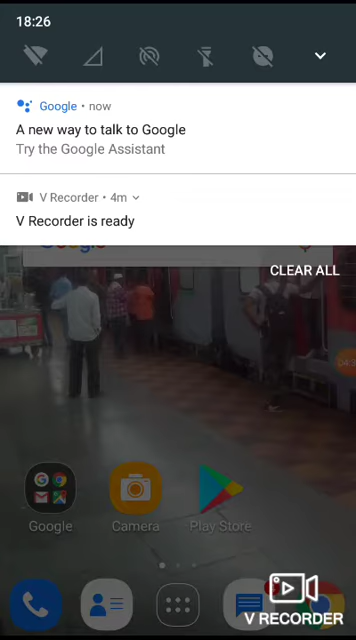 18:26
Google • now
A new way to talk to Google
Try the Google Assistant
V Recorder • 4m
V Recorder is ready
CLEAR ALL
Google
Camera
Play Store
V RECORDER